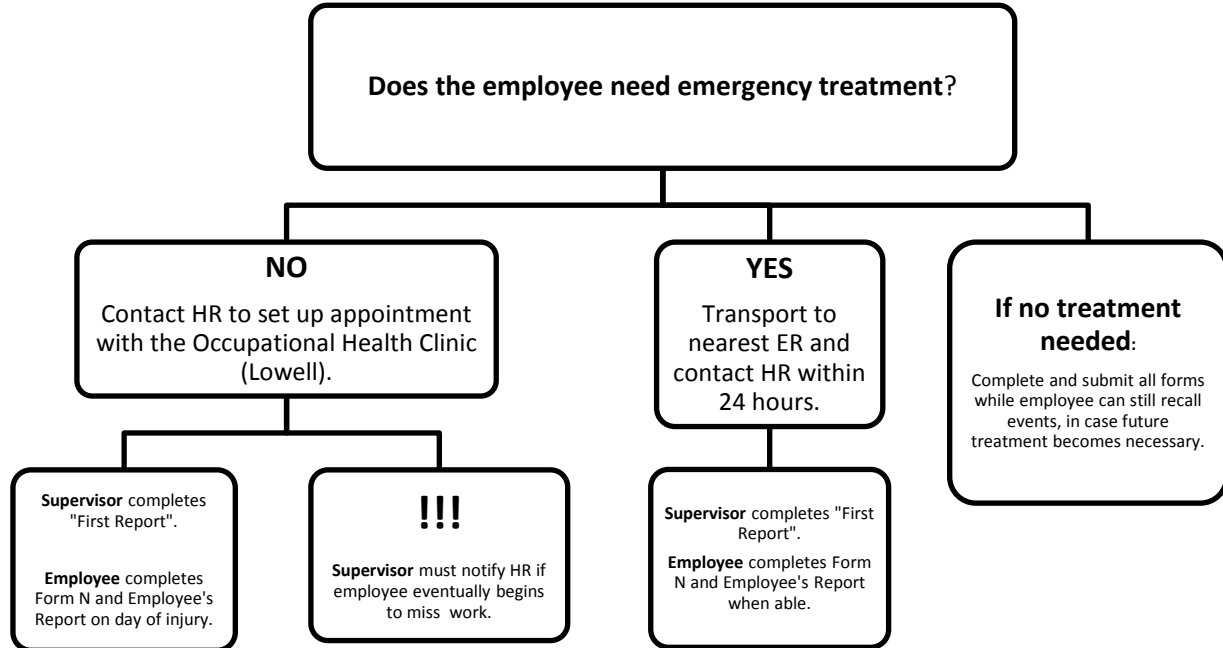 Does the employee need emergency treatment?
NO
Contact HR to set up appointment
with the Occupational Health Clinic
(Lowell).
YES
Transport to
nearest ER and
contact HR within
24 hours.
If no treatment
needed:
Complete and submit all forms
while employee can still recall
events, in case future
treatment becomes necessary.
Supervisor completes
"First Report".
Employee completes
Form N and Employee's
Report on day of injury.
!!!
Supervisor must notify HR if
employee eventually begins
to miss work.
Supervisor completes "First
Report".
Employee completes Form
N and Employee's Report
when able.